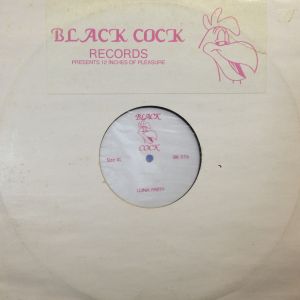 BLACK COCK
RECORDS
PRESENTS 12 INCHES OF PLEASURE
BLACK
COCK